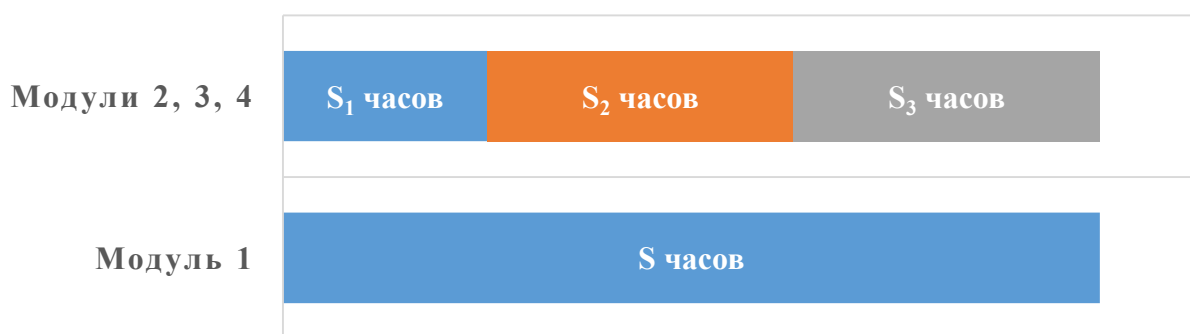 Модули 2, 3, 4
S₁ часов
S₂ часов
S₃ часов
Модуль 1
S часов